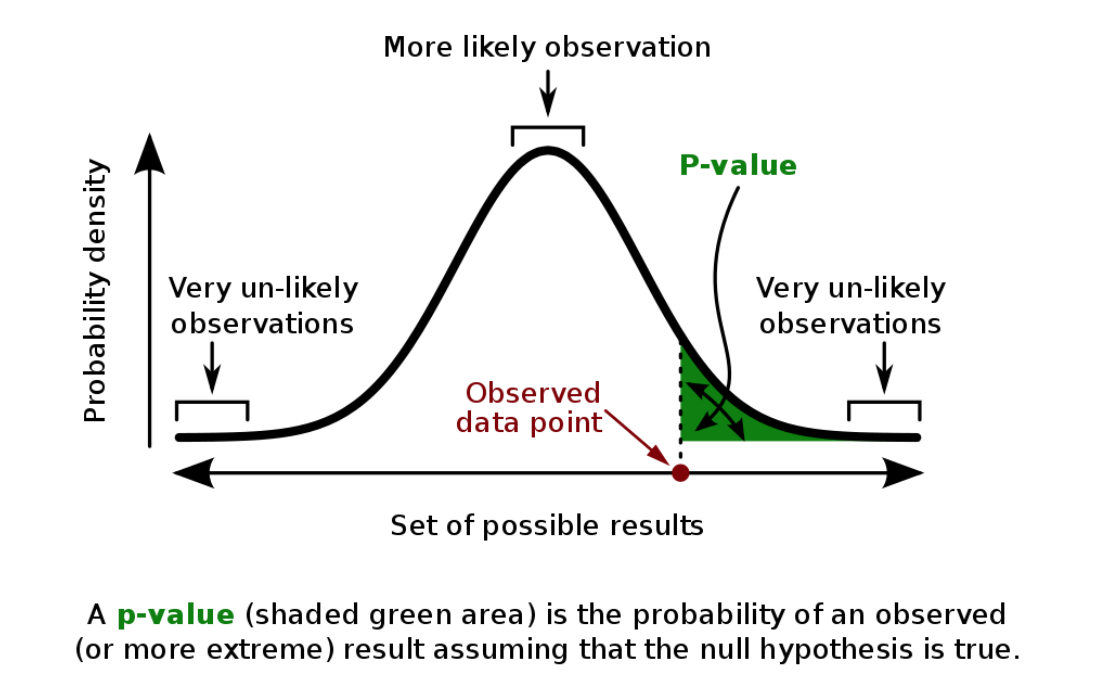 More likely observation
P-value
Probability density
Very un-likely
observations
Very un-likely
observations
Observed
data point
Set of possible results
A p-value (shaded green area) is the probability of an observed
(or more extreme) result assuming that the null hypothesis is true.